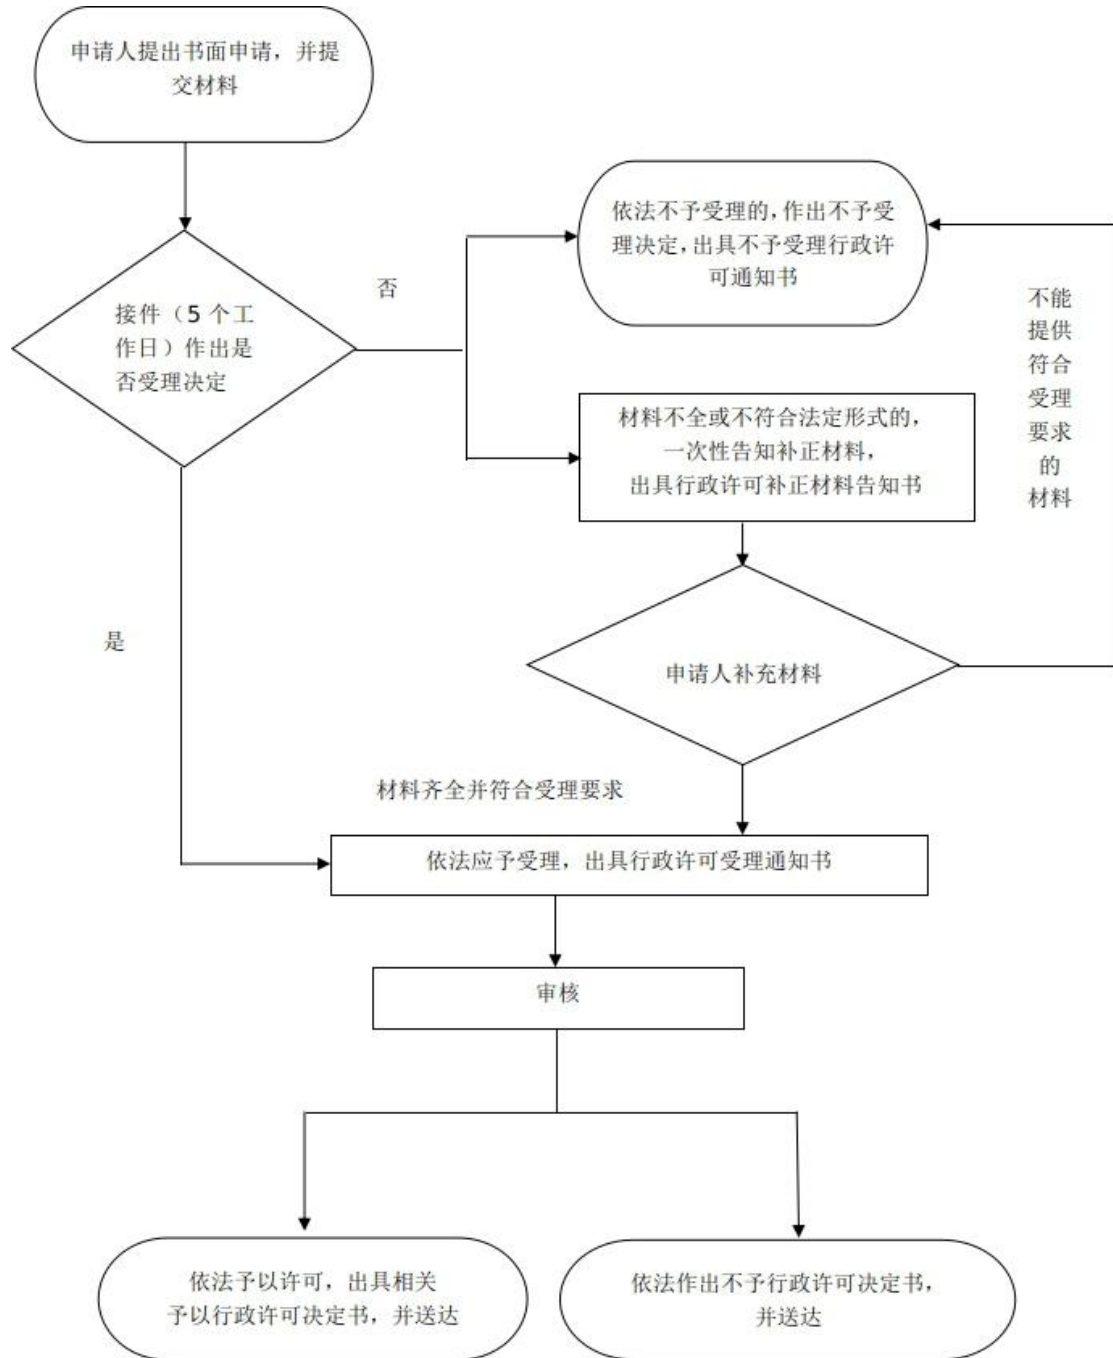 申请人提出书面申请，并提
交材料
依法不予受理的，作出不予受
理决定，出具不予受理行政许
可通知书
否
接件（5 个工
作日）作出是
否受理决定
不能
提供
符合
受理
要求
的
材料
材料不全或不符合法定形式的，
一次性告知补正材料，
出具行政许可补正材料告知书
是
申请人补充材料
材料齐全并符合受理要求
依法应予受理，出具行政许可受理通知书
审核
依法予以许可，出具相关
予以行政许可决定书，并送达
依法作出不予行政许可决定书，
并送达